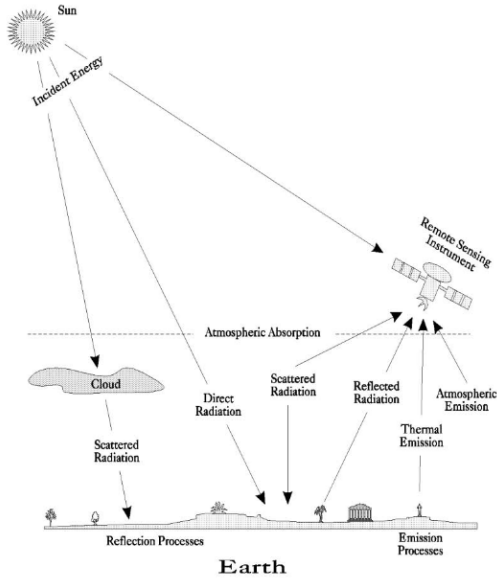 Sun
Incident Energy
Remote Sensing
Instrument
Atmospheric Absorption
Cloud
Direct
Radiation
Scattered
Radiation
Reflected
Radiation
Atmospheric
Emission
Scattered
Radiation
Thermal
Emission
Reflection Processes
Emission
Processes
Earth